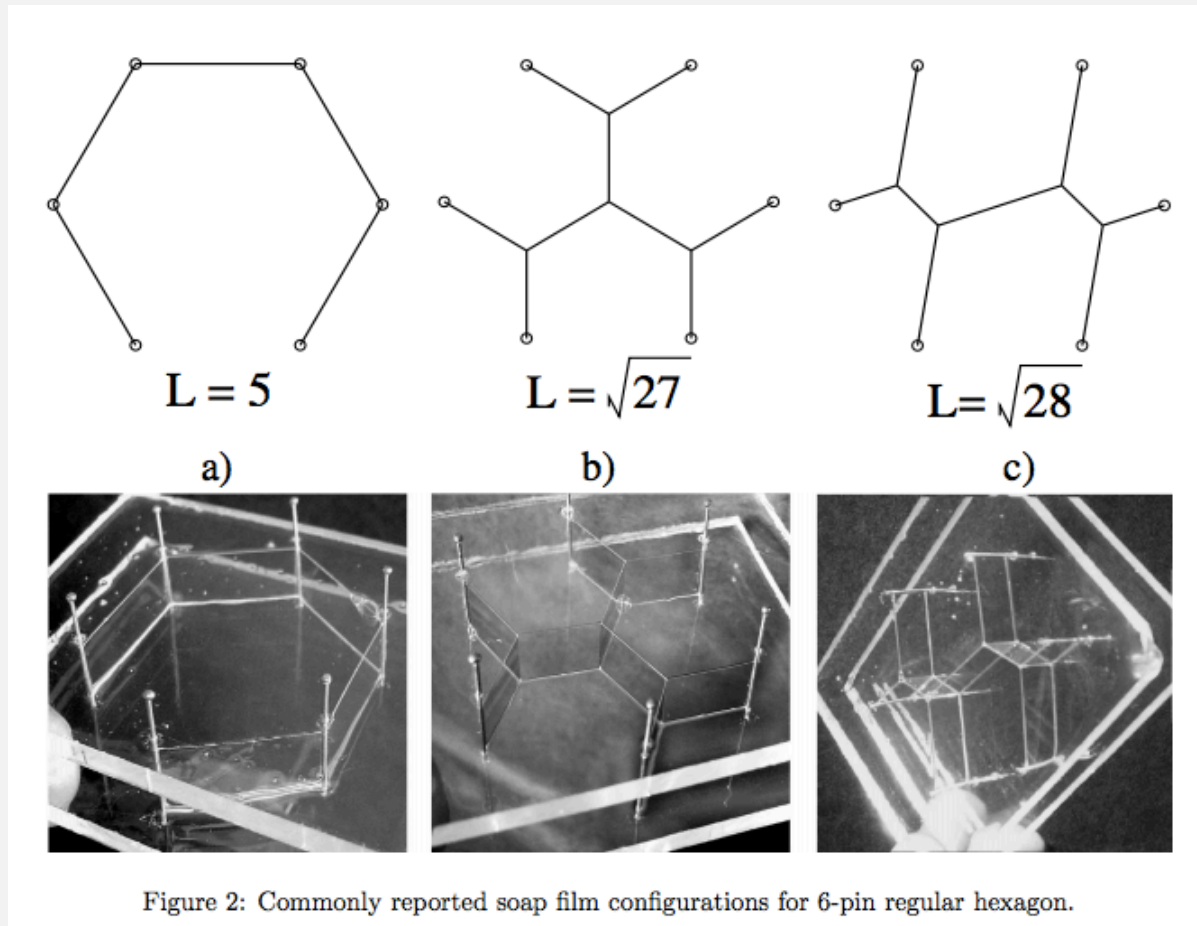 L = 5
L = √27
L= √28
a)
b)
c)
Figure 2: Commonly reported soap film configurations for 6-pin regular hexagon.